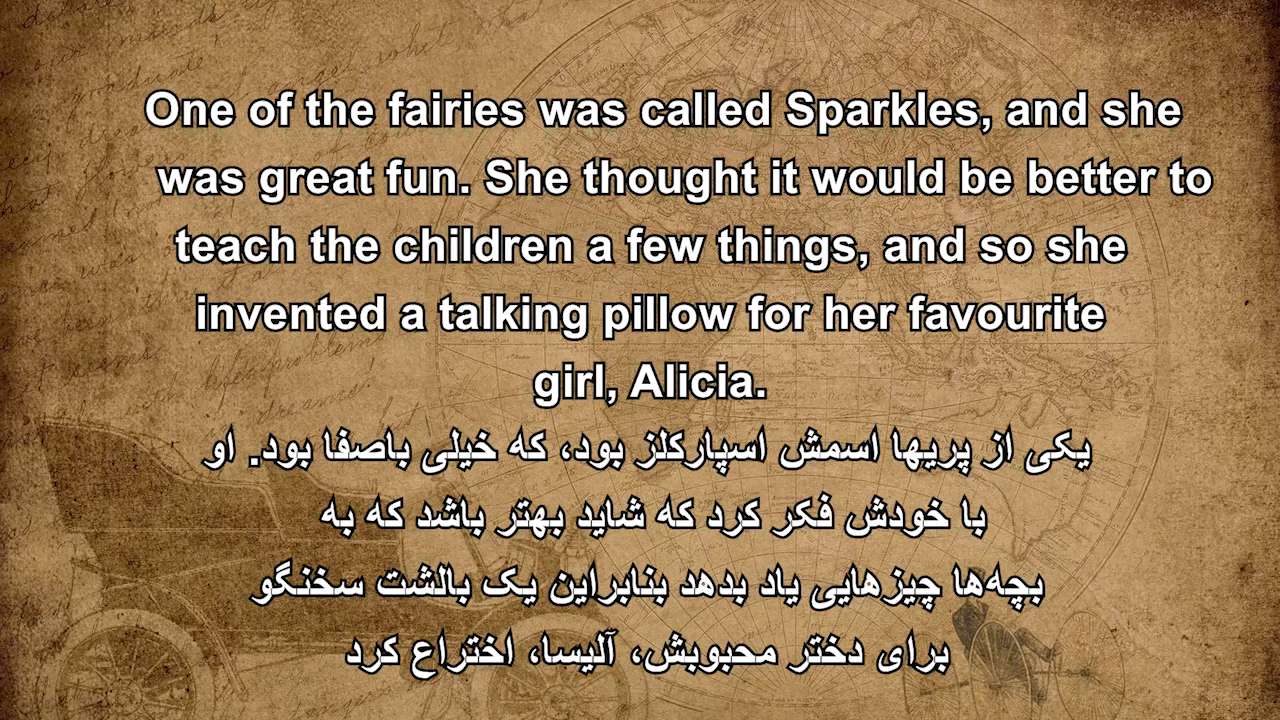 One of the fairies was called Sparkles, and she
was great fun. She thought it would be better to
teach the children a few things, and so she
invented a talking pillow for her favourite
girl, Alicia.
یکی از پریها اسمش اسپارکلز بود، که خیلی باصفا بود. او
با خودش فکر کرد که شاید بهتر باشد که به
بچه‌ها چیزهایی یاد بدهد بنابراین یک بالشت سخنگو
برای دختر محبوبش، آلیسا، اختراع کرد